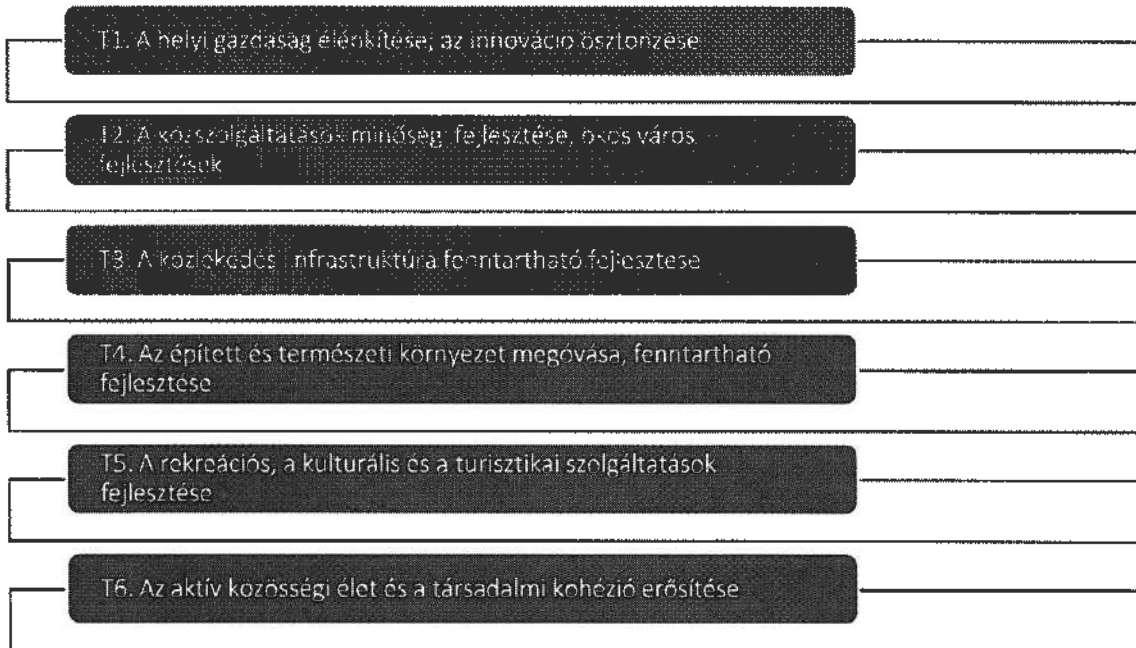 T1. A helyi gazdaság élénkítése, az innováció ösztönzése
T2. A közszolgáltatások minőségi fejlesztése, okos város
fejlesztések
T3. A közlekedési infrastruktúra fenntartható fejlesztése
T4. Az épített és természeti környezet megóvása, fenntartható
fejlesztése
T5. A rekreációs, a kulturális és a turisztikai szolgáltatások
fejlesztése
T6. Az aktív közösségi élet és a társadalmi kohézió erősítése